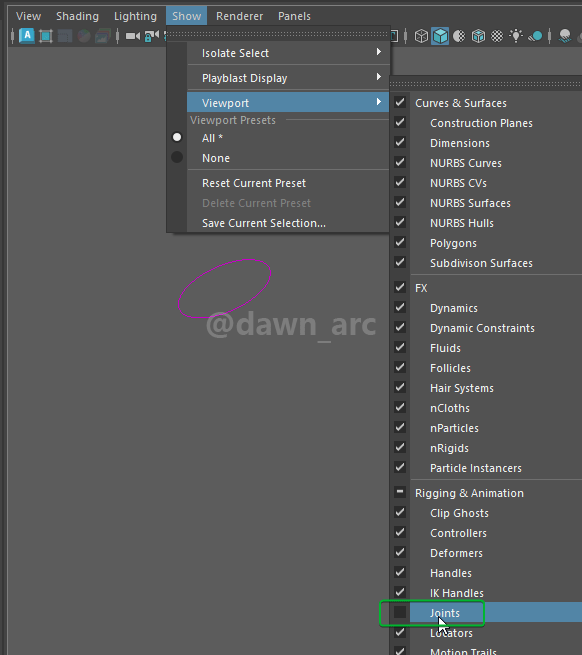 View Shading Lighting Show Renderer Panels
Isolate Select
Playblast Display
Viewport
Viewport Presets
All *
None
Reset Current Preset
Delete Current Preset
Save Current Selection...
Curves & Surfaces
Construction Planes
Dimensions
NURBS Curves
NURBS CVs
NURBS Surfaces
NURBS Hulls
Polygons
Subdivison Surfaces
FX
Dynamics
Dynamic Constraints
Fluids
Follicles
Hair Systems
nCloths
nParticles
nRigids
Particle Instancers
Rigging & Animation
Clip Ghosts
Controllers
Deformers
Handles
IK Handles
Joints
Locators
Motion Trails
@dawn_arc